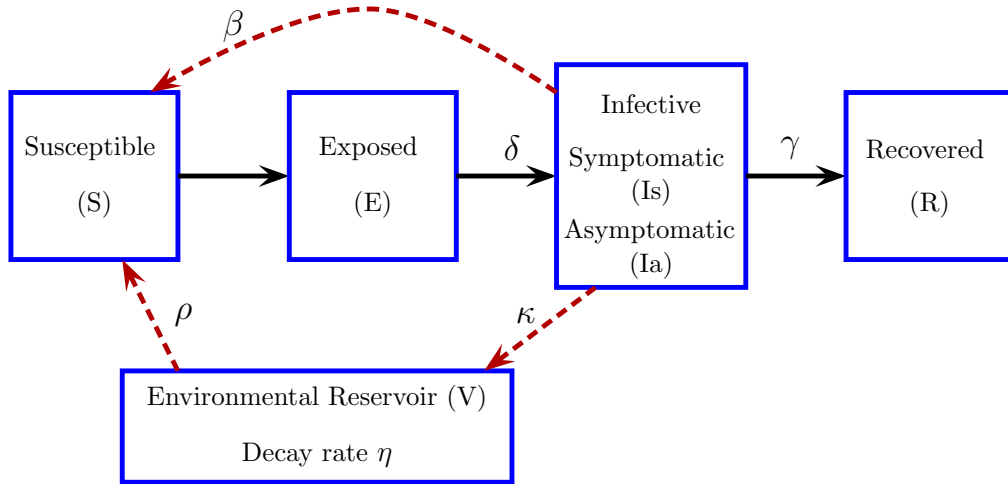 β
Susceptible
(S)
Exposed
(E)
δ
Infective
Symptomatic
(Is)
Asymptomatic
(Ia)
γ
Recovered
(R)
ρ
κ
Environmental Reservoir (V)
Decay rate η